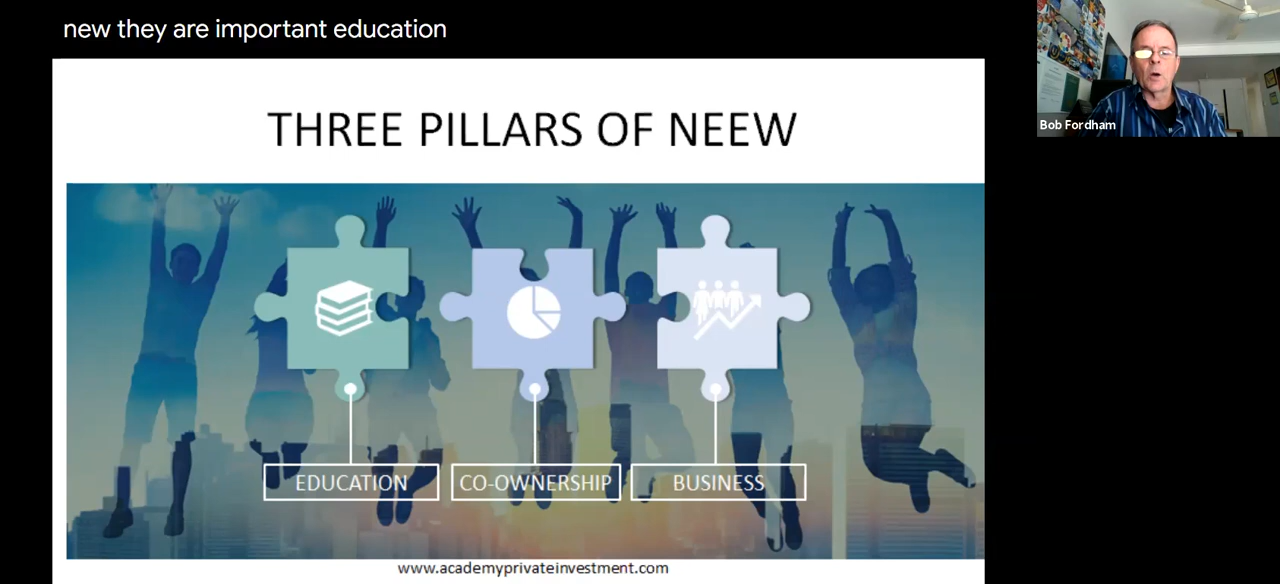 new they are important education
THREE PILLARS OF NEEW
Bob Fordham
EDUCATION
CO-OWNERSHIP
BUSINESS
www.academyprivateinvestment.com